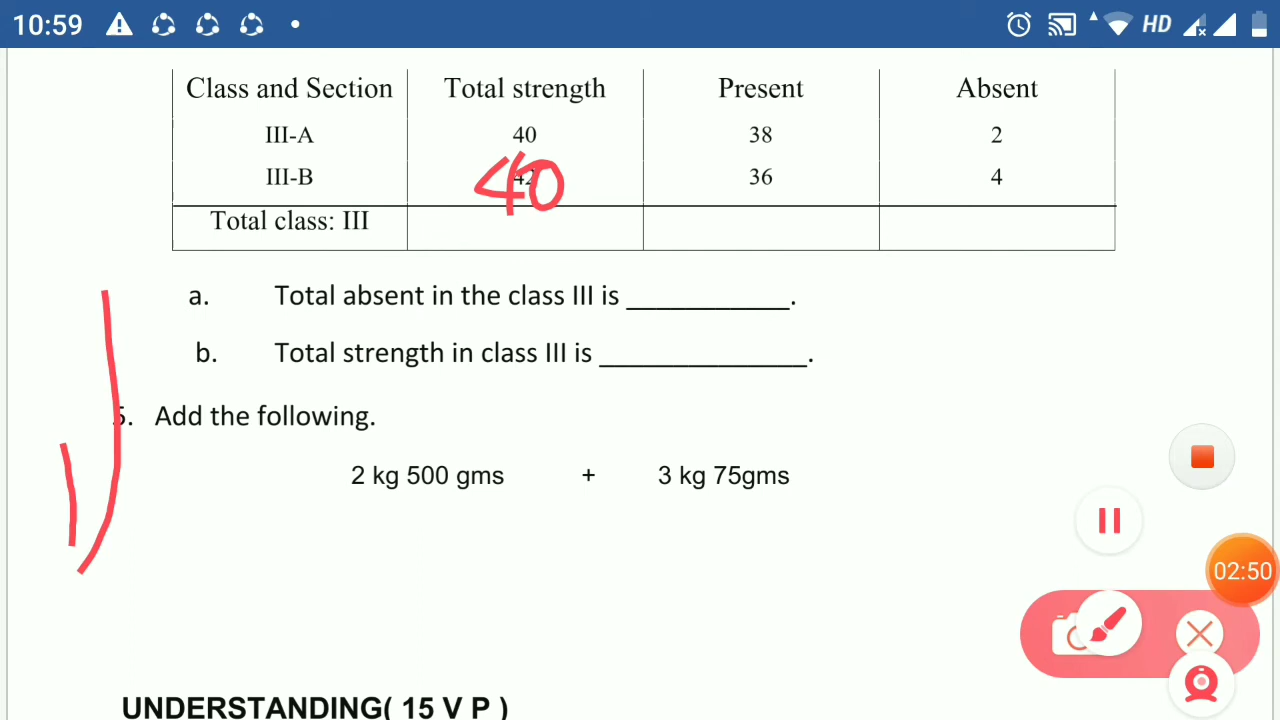 10:59 HD
Class and Section Total strength Present Absent
III-A 40 38 2
III-B 42 36 4
40
Total class: III
a. Total absent in the class III is ___________.
b. Total strength in class III is ______________.
5. Add the following.
2 kg 500 gms + 3 kg 75gms
02:50
UNDERSTANDING( 15 V P )